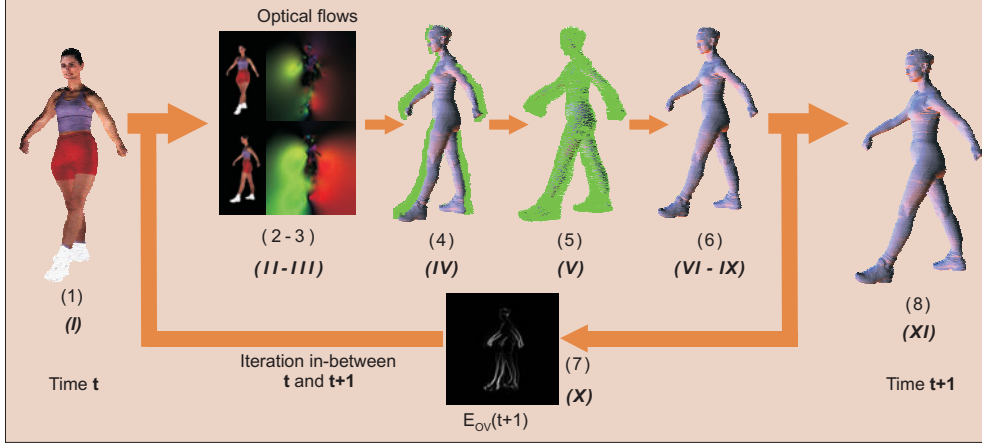 Optical flows
(1)
(I)
(2-3)
(II-III)
(4)
(IV)
(5)
(V)
(6)
(VI - IX)
(8)
(XI)
(7)
(X)
Iteration in-between
t and t+1
Time t
Time t+1
E_OV(t+1)